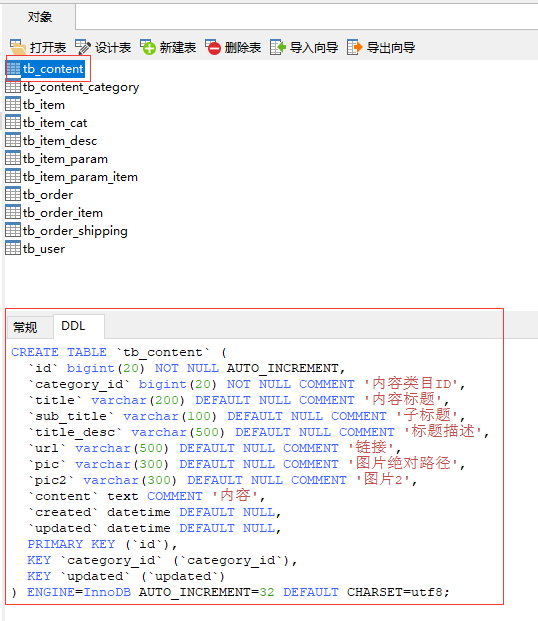 对象
打开表 设计表 新建表 删除表 导入向导 导出向导
tb_content
tb_content_category
tb_item
tb_item_cat
tb_item_desc
tb_item_param
tb_item_param_item
tb_order
tb_order_item
tb_order_shipping
tb_user
常规 DDL
CREATE TABLE `tb_content` (
  `id` bigint(20) NOT NULL AUTO_INCREMENT,
  `category_id` bigint(20) NOT NULL COMMENT '内容类目ID',
  `title` varchar(200) DEFAULT NULL COMMENT '内容标题',
  `sub_title` varchar(100) DEFAULT NULL COMMENT '子标题',
  `title_desc` varchar(500) DEFAULT NULL COMMENT '标题描述',
  `url` varchar(500) DEFAULT NULL COMMENT '链接',
  `pic` varchar(300) DEFAULT NULL COMMENT '图片绝对路径',
  `pic2` varchar(300) DEFAULT NULL COMMENT '图片2',
  `content` text COMMENT '内容',
  `created` datetime DEFAULT NULL,
  `updated` datetime DEFAULT NULL,
  PRIMARY KEY (`id`),
  KEY `category_id` (`category_id`),
  KEY `updated` (`updated`)
) ENGINE=InnoDB AUTO_INCREMENT=32 DEFAULT CHARSET=utf8;